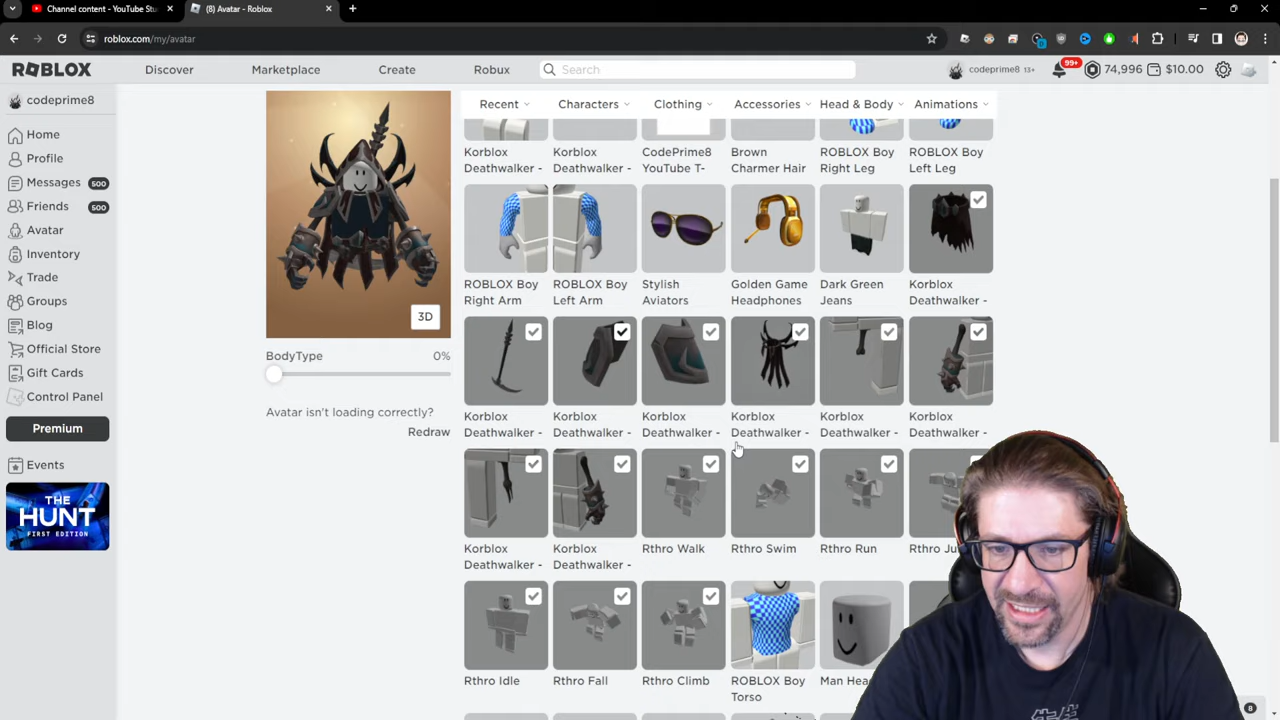 Channel content - YouTube Stu
(8) Avatar - Roblox
roblox.com/my/avatar
ROBLOX
Discover
Marketplace
Create
Robux
Search
codeprime8 13+
99+
74,996
$10.00
codeprime8
Home
Profile
Messages 500
Friends 500
Avatar
Inventory
Trade
Groups
Blog
Official Store
Gift Cards
Control Panel
Premium
Events
THE
HUNT
FIRST EDITION
3D
BodyType 0%
Avatar isn't loading correctly?
Redraw
Recent
Characters
Clothing
Accessories
Head & Body
Animations
Korblox
Deathwalker -
Korblox
Deathwalker -
CodePrime8
YouTube T-
Brown
Charmer Hair
ROBLOX Boy
Right Leg
ROBLOX Boy
Left Leg
ROBLOX Boy
Right Arm
ROBLOX Boy
Left Arm
Stylish
Aviators
Golden Game
Headphones
Dark Green
Jeans
Korblox
Deathwalker -
Korblox
Deathwalker -
Korblox
Deathwalker -
Korblox
Deathwalker -
Korblox
Deathwalker -
Korblox
Deathwalker -
Korblox
Deathwalker -
Korblox
Deathwalker -
Korblox
Deathwalker -
Rthro Walk
Rthro Swim
Rthro Run
Rthro Ju
Rthro Idle
Rthro Fall
Rthro Climb
ROBLOX Boy
Torso
Man Hea
8